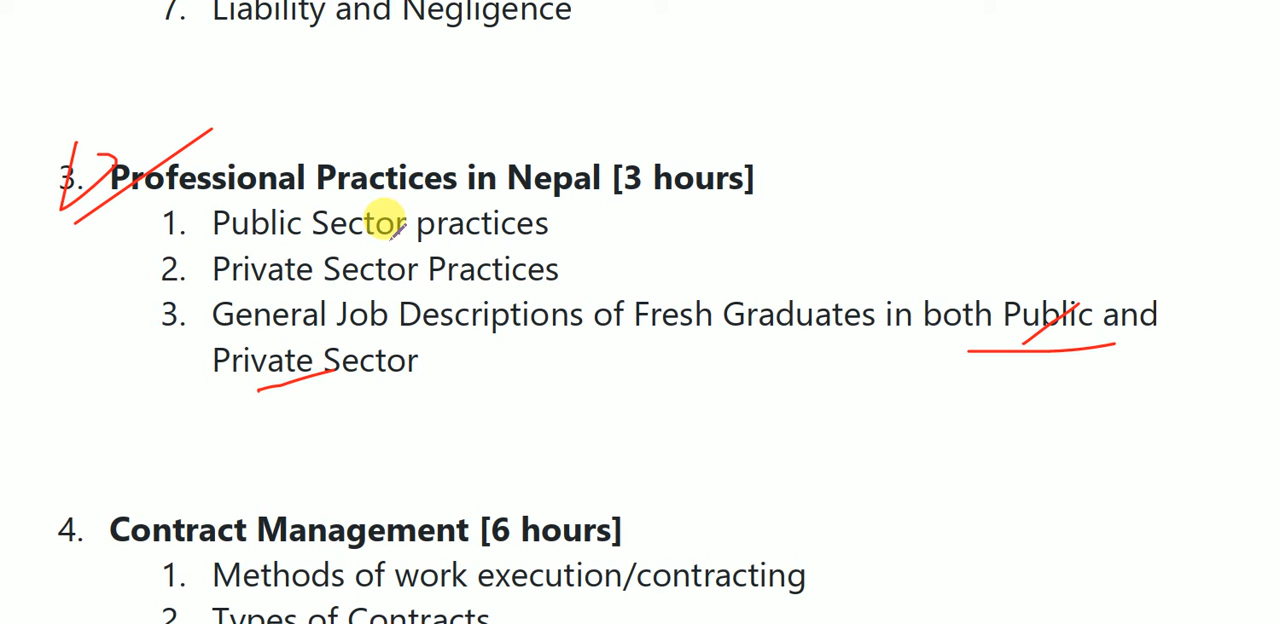 7. Liability and Negligence
3. Professional Practices in Nepal [3 hours]
1. Public Sector practices
2. Private Sector Practices
3. General Job Descriptions of Fresh Graduates in both Public and
Private Sector
4. Contract Management [6 hours]
1. Methods of work execution/contracting
2. Types of Contracts